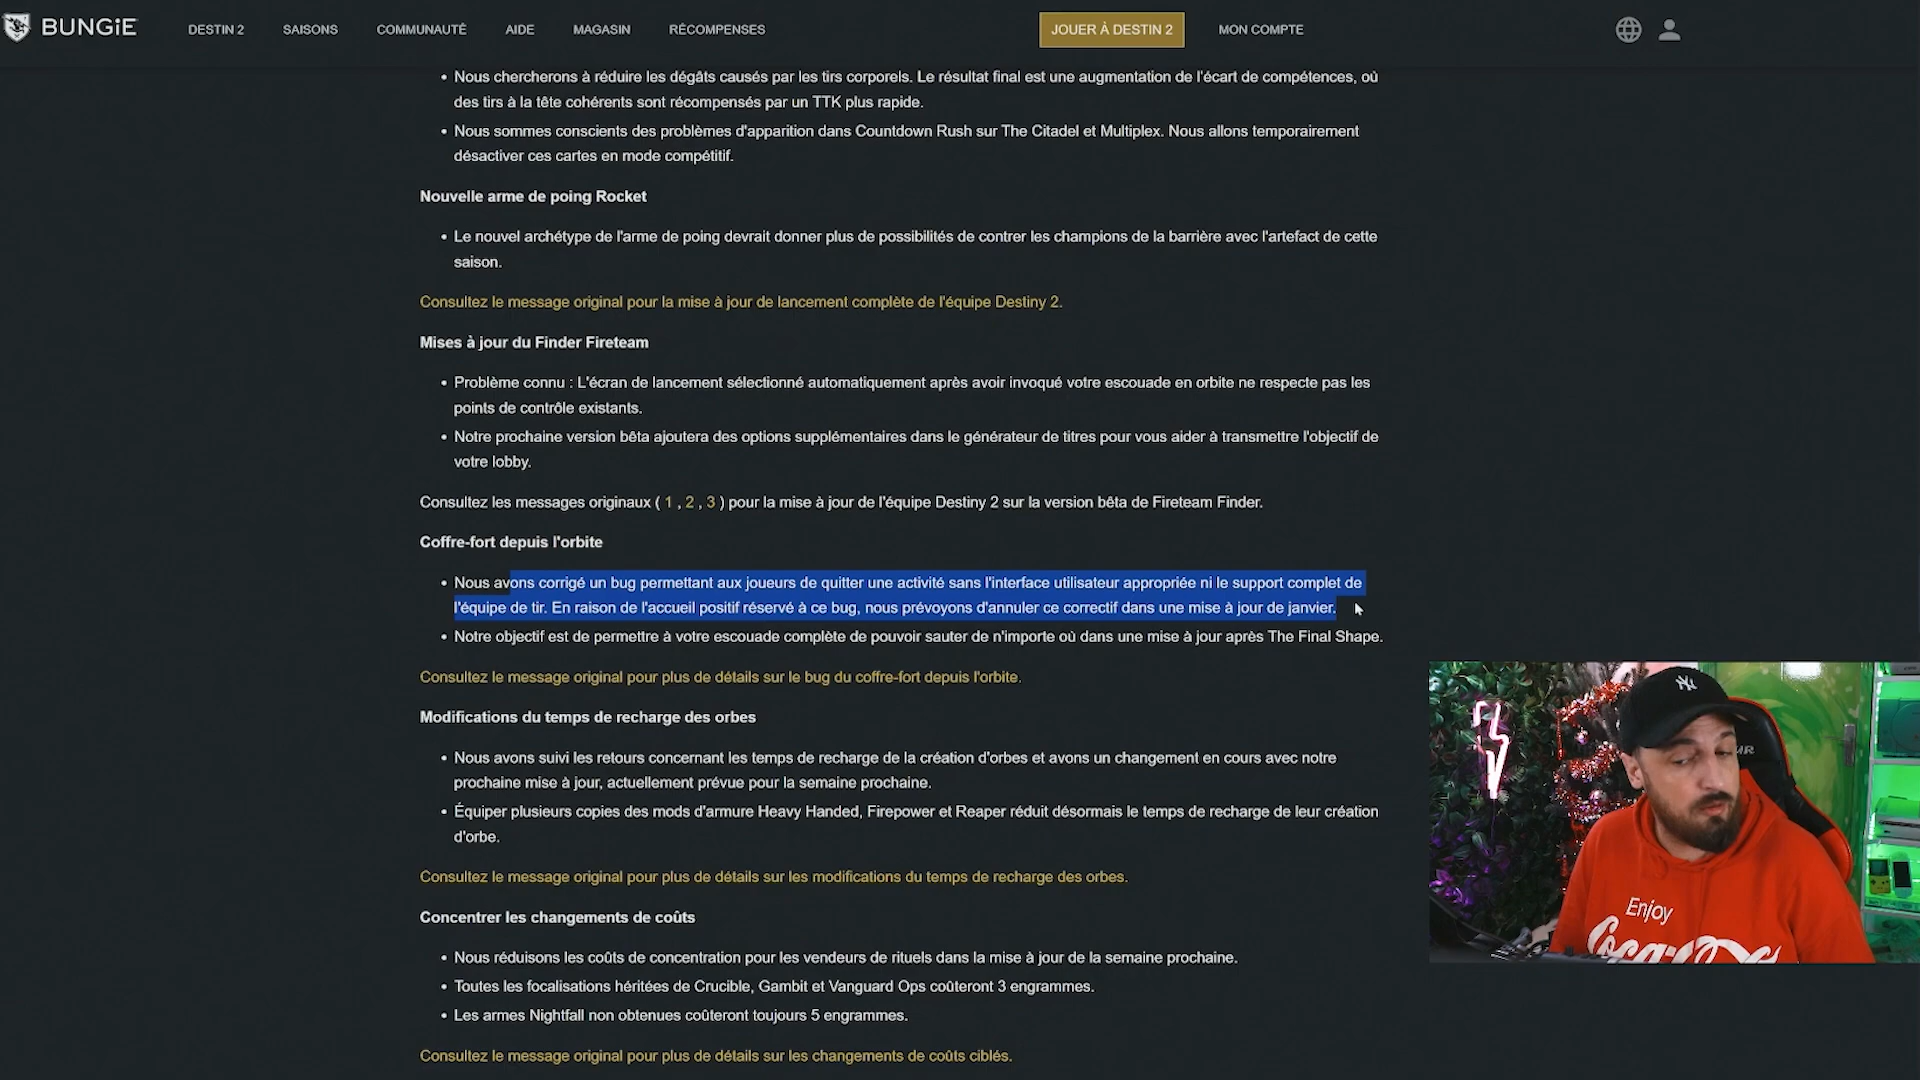 BUNGiE DESTIN 2 SAISONS COMMUNAUTÉ AIDE MAGASIN RÉCOMPENSES JOUER À DESTIN 2 MON COMPTE
• Nous chercherons à réduire les dégâts causés par les tirs corporels. Le résultat final est une augmentation de l'écart de compétences, où
des tirs à la tête cohérents sont récompensés par un TTK plus rapide.
• Nous sommes conscients des problèmes d'apparition dans Countdown Rush sur The Citadel et Multiplex. Nous allons temporairement
désactiver ces cartes en mode compétitif.
Nouvelle arme de poing Rocket
• Le nouvel archétype de l'arme de poing devrait donner plus de possibilités de contrer les champions de la barrière avec l'artefact de cette
saison.
Consultez le message original pour la mise à jour de lancement complète de l'équipe Destiny 2.
Mises à jour du Finder Fireteam
• Problème connu : L'écran de lancement sélectionné automatiquement après avoir invoqué votre escouade en orbite ne respecte pas les
points de contrôle existants.
• Notre prochaine version bêta ajoutera des options supplémentaires dans le générateur de titres pour vous aider à transmettre l'objectif de
votre lobby.
Consultez les messages originaux ( 1 , 2 , 3 ) pour la mise à jour de l'équipe Destiny 2 sur la version bêta de Fireteam Finder.
Coffre-fort depuis l'orbite
• Nous avons corrigé un bug permettant aux joueurs de quitter une activité sans l'interface utilisateur appropriée ni le support complet de
l'équipe de tir. En raison de l'accueil positif réservé à ce bug, nous prévoyons d'annuler ce correctif dans une mise à jour de janvier.
• Notre objectif est de permettre à votre escouade complète de pouvoir sauter de n'importe où dans une mise à jour après The Final Shape.
Consultez le message original pour plus de détails sur le bug du coffre-fort depuis l'orbite.
Modifications du temps de recharge des orbes
• Nous avons suivi les retours concernant les temps de recharge de la création d'orbes et avons un changement en cours avec notre
prochaine mise à jour, actuellement prévue pour la semaine prochaine.
• Équiper plusieurs copies des mods d'armure Heavy Handed, Firepower et Reaper réduit désormais le temps de recharge de leur création
d'orbe.
Consultez le message original pour plus de détails sur les modifications du temps de recharge des orbes.
Concentrer les changements de coûts
• Nous réduisons les coûts de concentration pour les vendeurs de rituels dans la mise à jour de la semaine prochaine.
• Toutes les focalisations héritées de Crucible, Gambit et Vanguard Ops coûteront 3 engrammes.
• Les armes Nightfall non obtenues coûteront toujours 5 engrammes.
Consultez le message original pour plus de détails sur les changements de coûts ciblés.
NY
Enjoy
Coca-Co